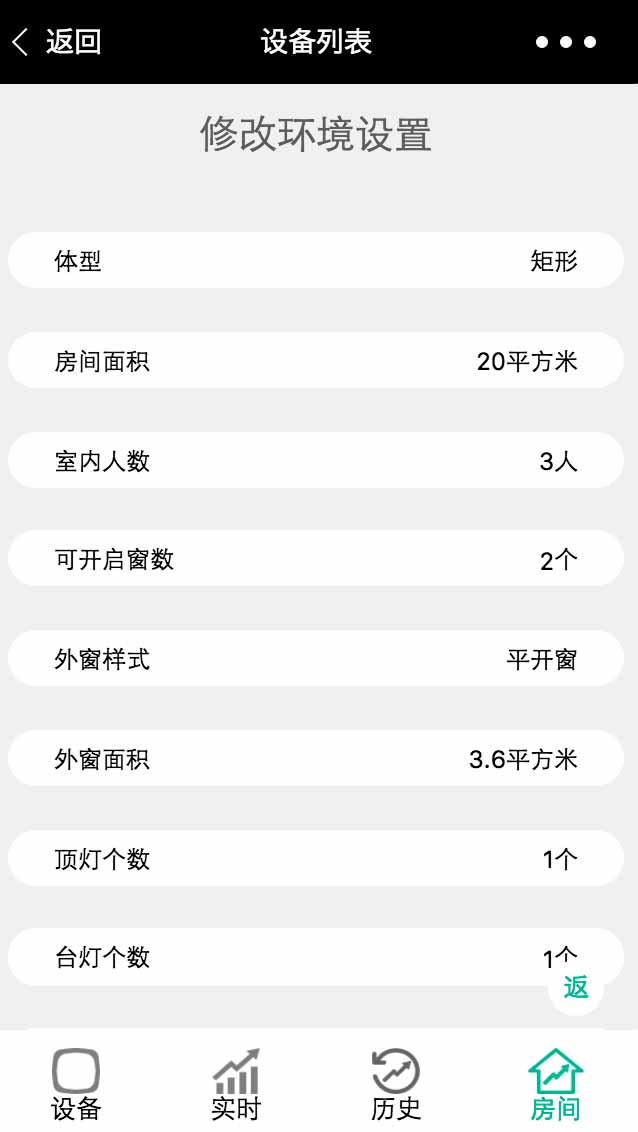 返回 设备列表
修改环境设置
体型 矩形
房间面积 20平方米
室内人数 3人
可开启窗数 2个
外窗样式 平开窗
外窗面积 3.6平方米
顶灯个数 1个
台灯个数 1个
返
设备 实时 历史 房间